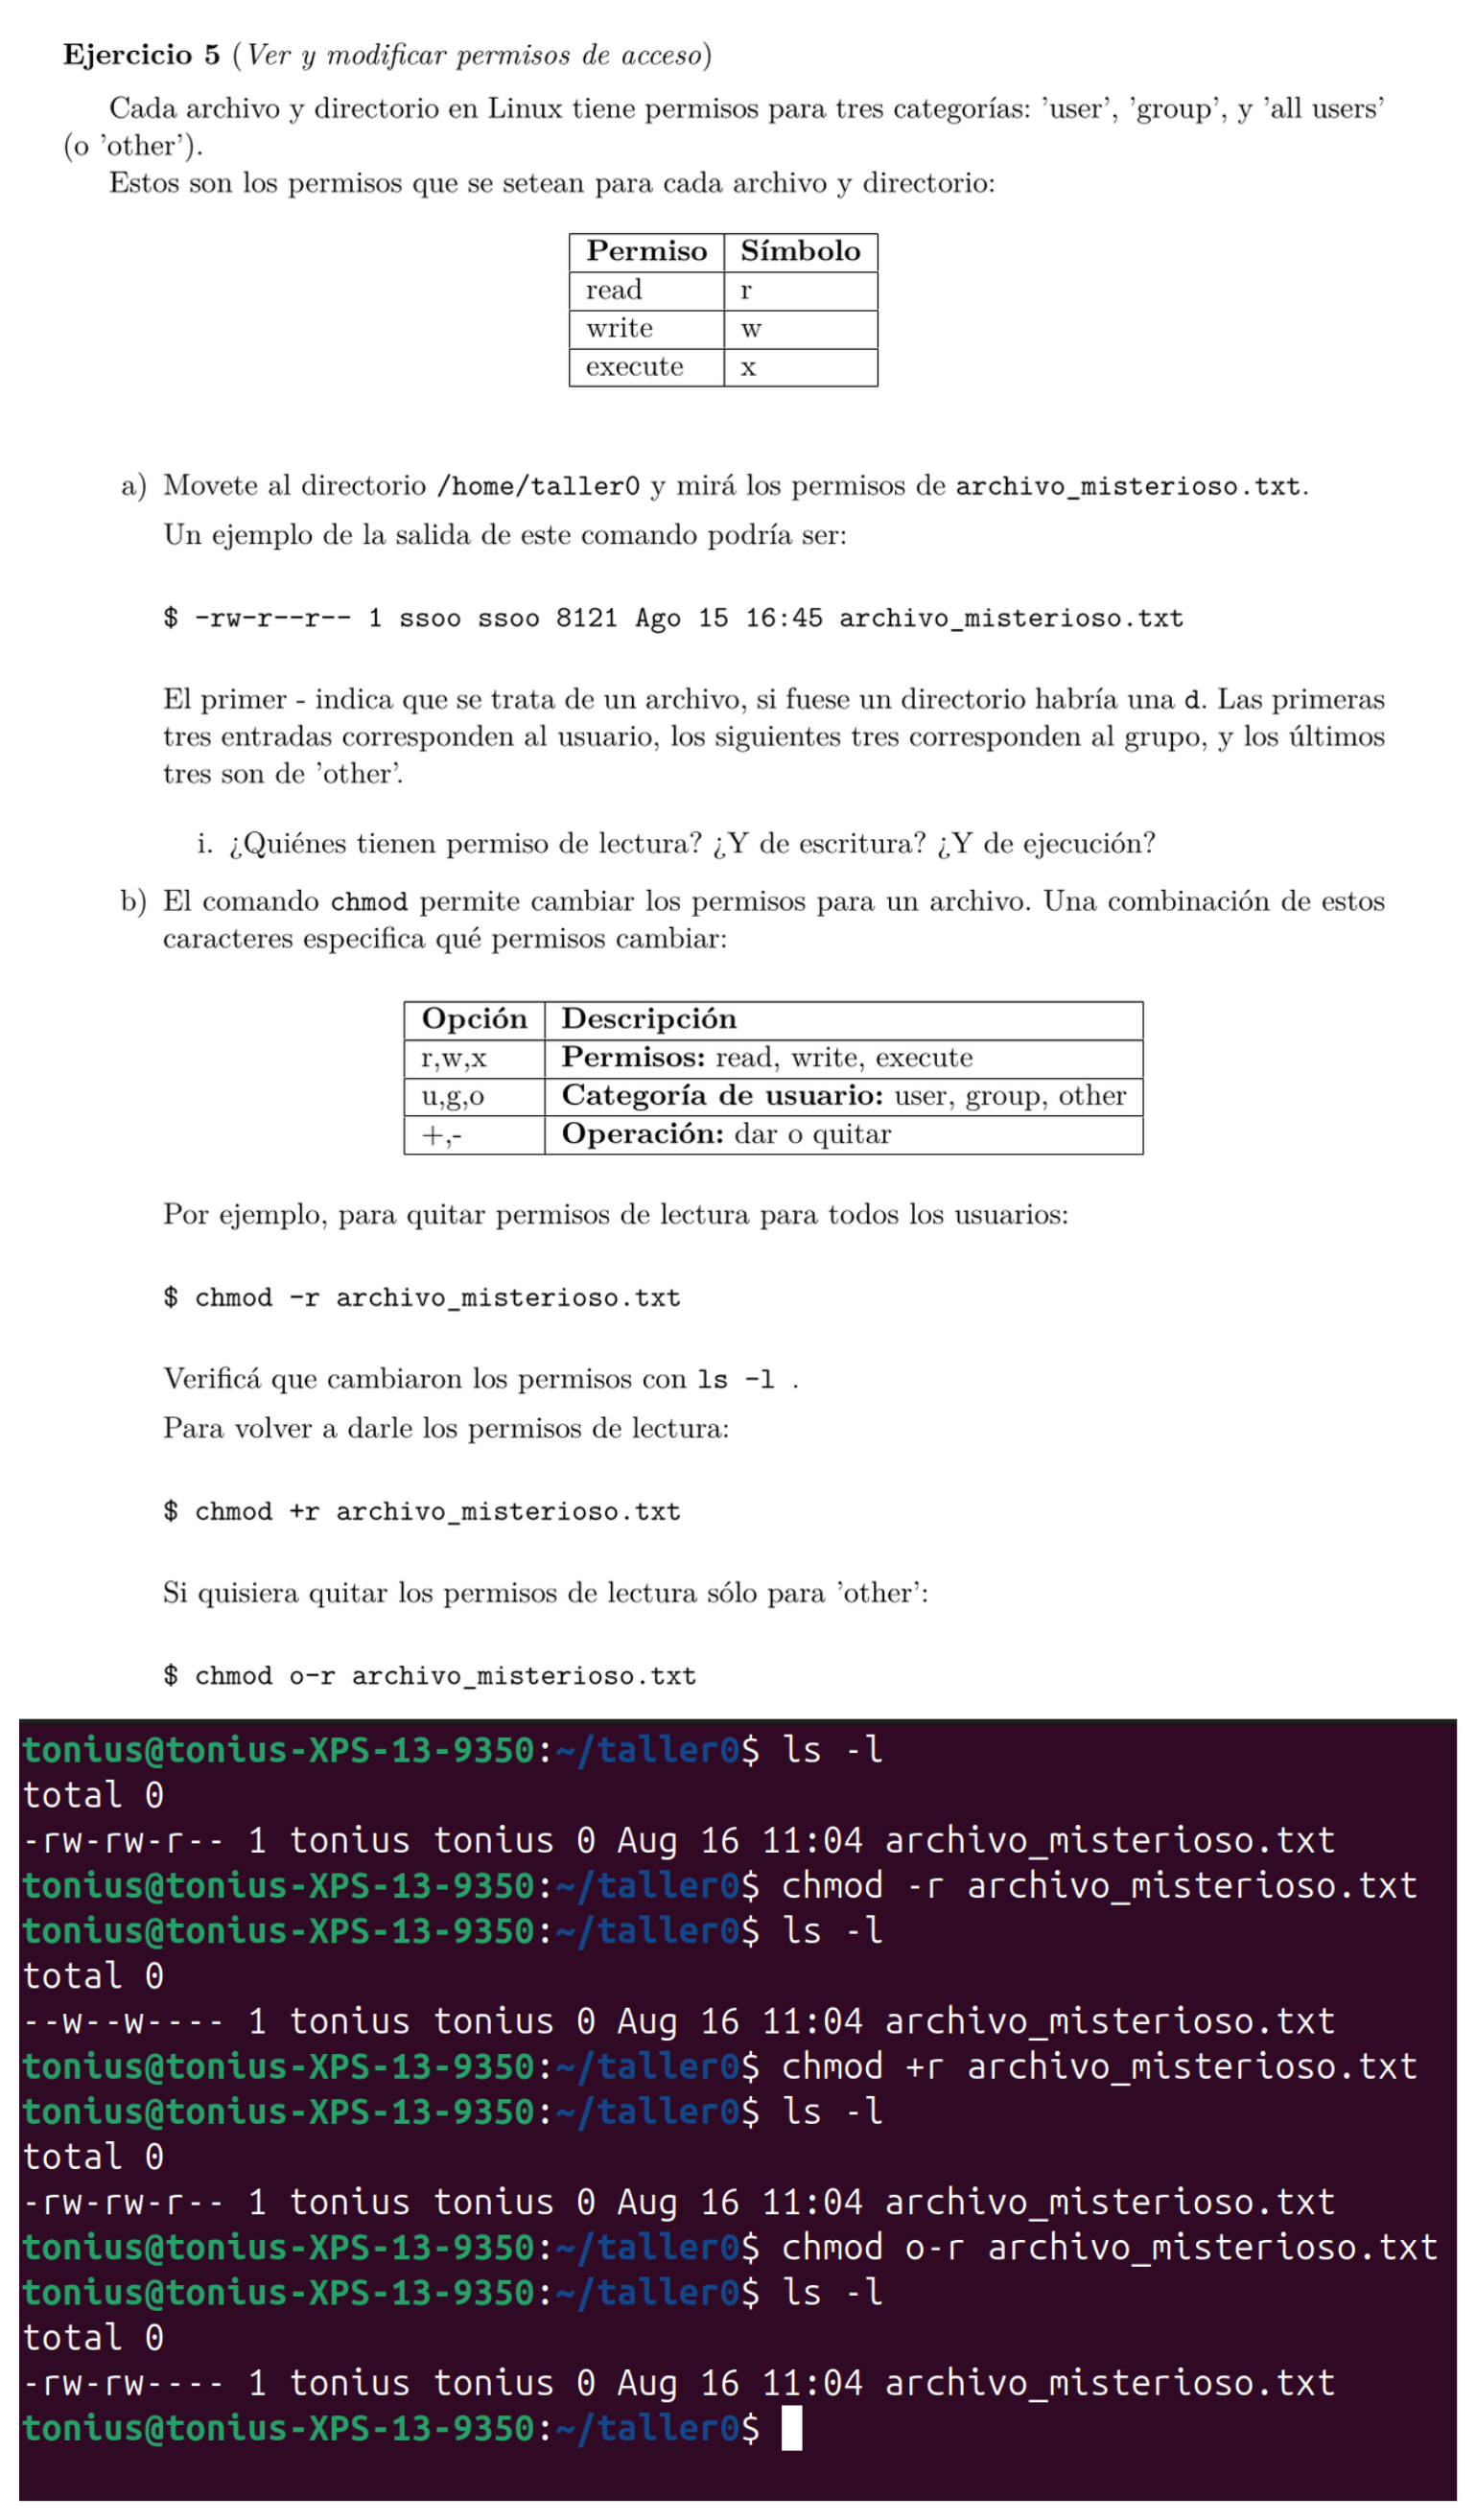 Ejercicio 5 (Ver y modificar permisos de acceso)
Cada archivo y directorio en Linux tiene permisos para tres categorías: ’user’, ’group’, y ’all users’
(o ’other’).
Estos son los permisos que se setean para cada archivo y directorio:
Permiso Símbolo
read r
write w
execute x
a) Movete al directorio /home/taller0 y mirá los permisos de archivo_misterioso.txt.
Un ejemplo de la salida de este comando podría ser:
$ -rw-r--r-- 1 ssoo ssoo 8121 Ago 15 16:45 archivo_misterioso.txt
El primer - indica que se trata de un archivo, si fuese un directorio habría una d. Las primeras
tres entradas corresponden al usuario, los siguientes tres corresponden al grupo, y los últimos
tres son de ’other’.
i. ¿Quiénes tienen permiso de lectura? ¿Y de escritura? ¿Y de ejecución?
b) El comando chmod permite cambiar los permisos para un archivo. Una combinación de estos
caracteres especifica qué permisos cambiar:
Opción Descripción
r,w,x Permisos: read, write, execute
u,g,o Categoría de usuario: user, group, other
+,- Operación: dar o quitar
Por ejemplo, para quitar permisos de lectura para todos los usuarios:
$ chmod -r archivo_misterioso.txt
Verificá que cambiaron los permisos con ls -l .
Para volver a darle los permisos de lectura:
$ chmod +r archivo_misterioso.txt
Si quisiera quitar los permisos de lectura sólo para ’other’:
$ chmod o-r archivo_misterioso.txt
tonius@tonius-XPS-13-9350:~/taller0$ ls -l
total 0
-rw-rw-r-- 1 tonius tonius 0 Aug 16 11:04 archivo_misterioso.txt
tonius@tonius-XPS-13-9350:~/taller0$ chmod -r archivo_misterioso.txt
tonius@tonius-XPS-13-9350:~/taller0$ ls -l
total 0
--w--w---- 1 tonius tonius 0 Aug 16 11:04 archivo_misterioso.txt
tonius@tonius-XPS-13-9350:~/taller0$ chmod +r archivo_misterioso.txt
tonius@tonius-XPS-13-9350:~/taller0$ ls -l
total 0
-rw-rw-r-- 1 tonius tonius 0 Aug 16 11:04 archivo_misterioso.txt
tonius@tonius-XPS-13-9350:~/taller0$ chmod o-r archivo_misterioso.txt
tonius@tonius-XPS-13-9350:~/taller0$ ls -l
total 0
-rw-rw---- 1 tonius tonius 0 Aug 16 11:04 archivo_misterioso.txt
tonius@tonius-XPS-13-9350:~/taller0$